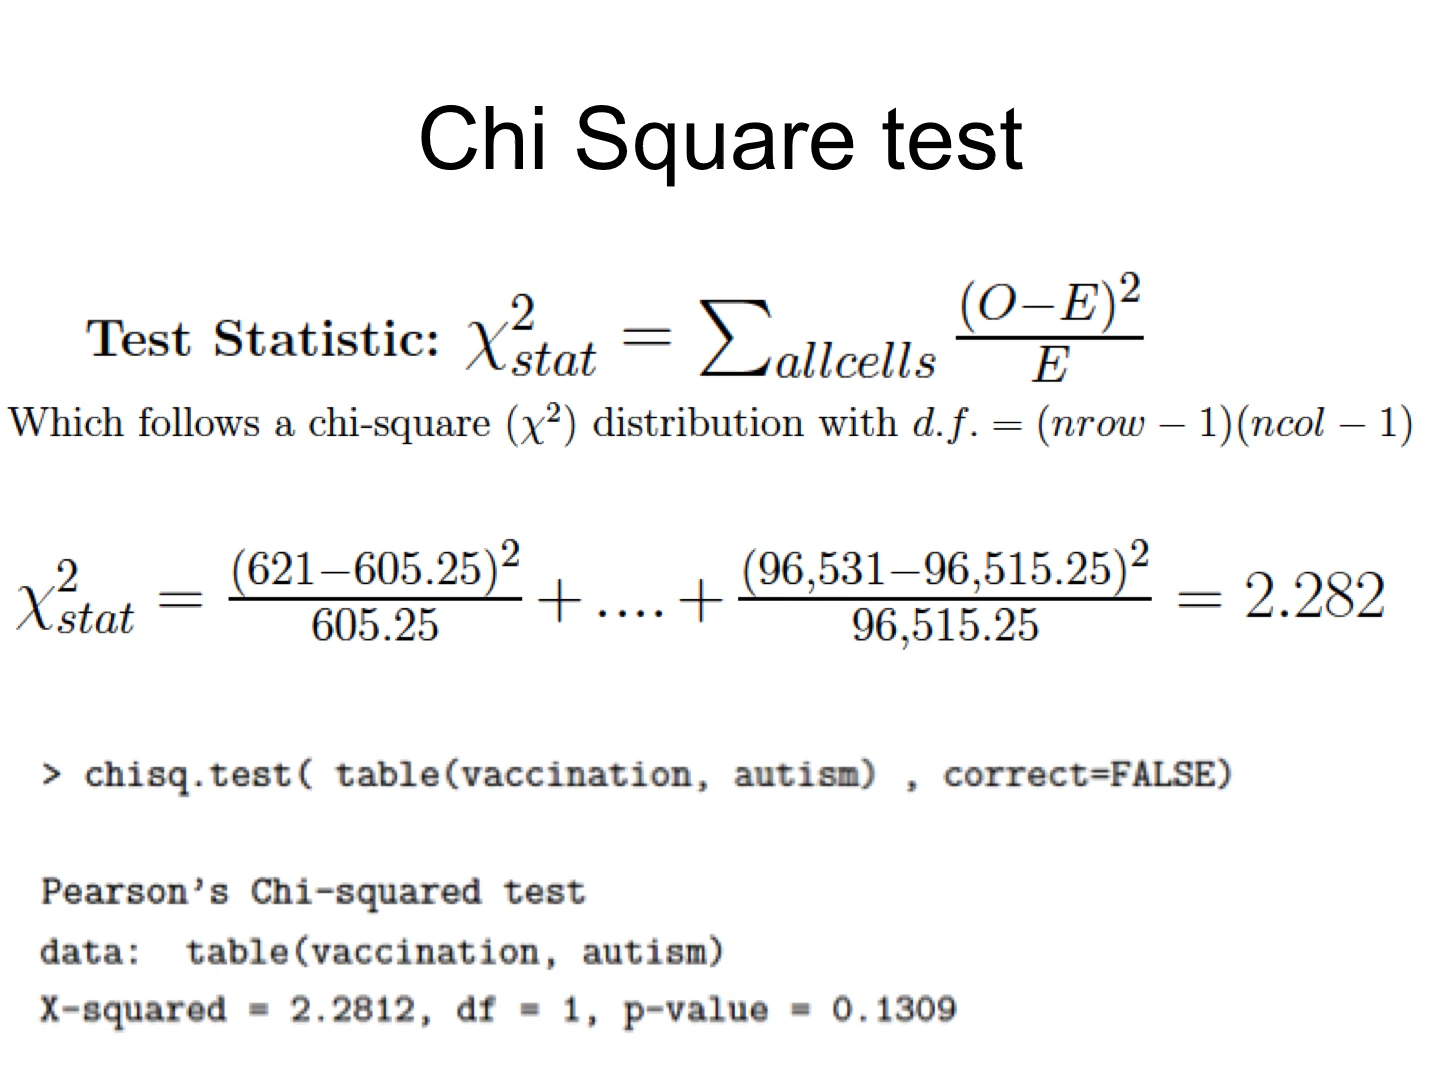 Chi Square test
Test Statistic: χ²stat = ∑allcells (O−E)²/E
Which follows a chi-square (χ²) distribution with d.f. = (nrow − 1)(ncol − 1)
χ²stat = (621−605.25)²/605.25 + .... + (96,531−96,515.25)²/96,515.25 = 2.282
> chisq.test( table(vaccination, autism) , correct=FALSE)
Pearson's Chi-squared test
data:  table(vaccination, autism)
X-squared = 2.2812, df = 1, p-value = 0.1309